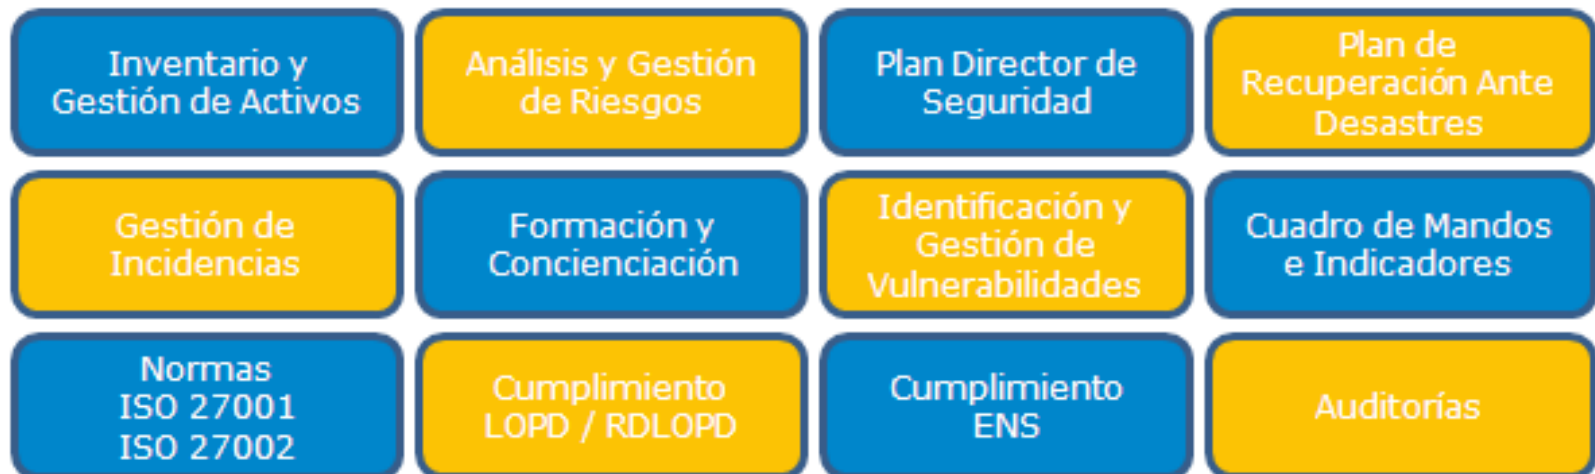 Inventario y
Gestión de Activos
Análisis y Gestión
de Riesgos
Plan Director de
Seguridad
Plan de
Recuperación Ante
Desastres
Gestión de
Incidencias
Formación y
Concienciación
Identificación y
Gestión de
Vulnerabilidades
Cuadro de Mandos
e Indicadores
Normas
ISO 27001
ISO 27002
Cumplimiento
LOPD / RDLOPD
Cumplimiento
ENS
Auditorías